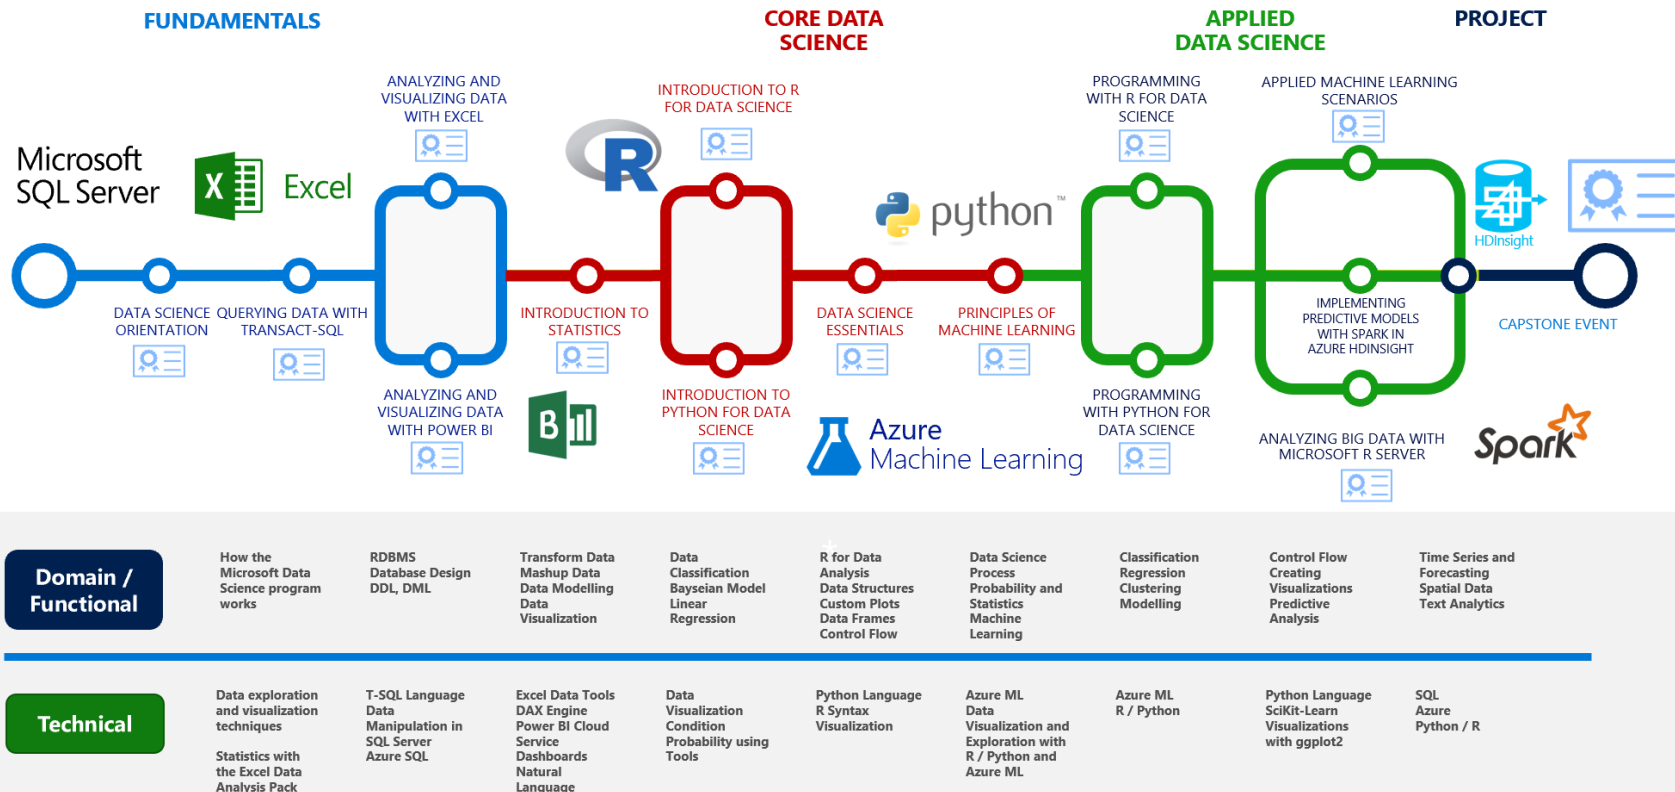 FUNDAMENTALS
CORE DATA
SCIENCE
APPLIED
DATA SCIENCE
PROJECT
ANALYZING AND
VISUALIZING DATA
WITH EXCEL
INTRODUCTION TO R
FOR DATA SCIENCE
PROGRAMMING
WITH R FOR DATA
SCIENCE
APPLIED MACHINE LEARNING
SCENARIOS
Microsoft
SQL Server
X
Excel
R
python™
HDInsight
DATA SCIENCE
ORIENTATION
QUERYING DATA WITH
TRANSACT-SQL
INTRODUCTION TO
STATISTICS
DATA SCIENCE
ESSENTIALS
PRINCIPLES OF
MACHINE LEARNING
IMPLEMENTING
PREDICTIVE MODELS
WITH SPARK IN
AZURE HDINSIGHT
CAPSTONE EVENT
ANALYZING AND
VISUALIZING DATA
WITH POWER BI
B
INTRODUCTION TO
PYTHON FOR DATA
SCIENCE
Azure
Machine Learning
PROGRAMMING
WITH PYTHON FOR
DATA SCIENCE
ANALYZING BIG DATA WITH
MICROSOFT R SERVER
Spark
Domain /
Functional
How the
Microsoft Data
Science program
works
RDBMS
Database Design
DDL, DML
Transform Data
Mashup Data
Data Modelling
Data
Visualization
Data
Classification
Bayseian Model
Linear
Regression
R for Data
Analysis
Data Structures
Custom Plots
Data Frames
Control Flow
Data Science
Process
Probability and
Statistics
Machine
Learning
Classification
Regression
Clustering
Modelling
Control Flow
Creating
Visualizations
Predictive
Analysis
Time Series and
Forecasting
Spatial Data
Text Analytics
Technical
Data exploration
and visualization
techniques
Statistics with
the Excel Data
Analysis Pack
T-SQL Language
Data
Manipulation in
SQL Server
Azure SQL
Excel Data Tools
DAX Engine
Power BI Cloud
Service
Dashboards
Natural
Language
Data
Visualization
Condition
Probability using
Tools
Python Language
R Syntax
Visualization
Azure ML
Data
Visualization and
Exploration with
R / Python and
Azure ML
Azure ML
R / Python
Python Language
SciKit-Learn
Visualizations
with ggplot2
SQL
Azure
Python / R